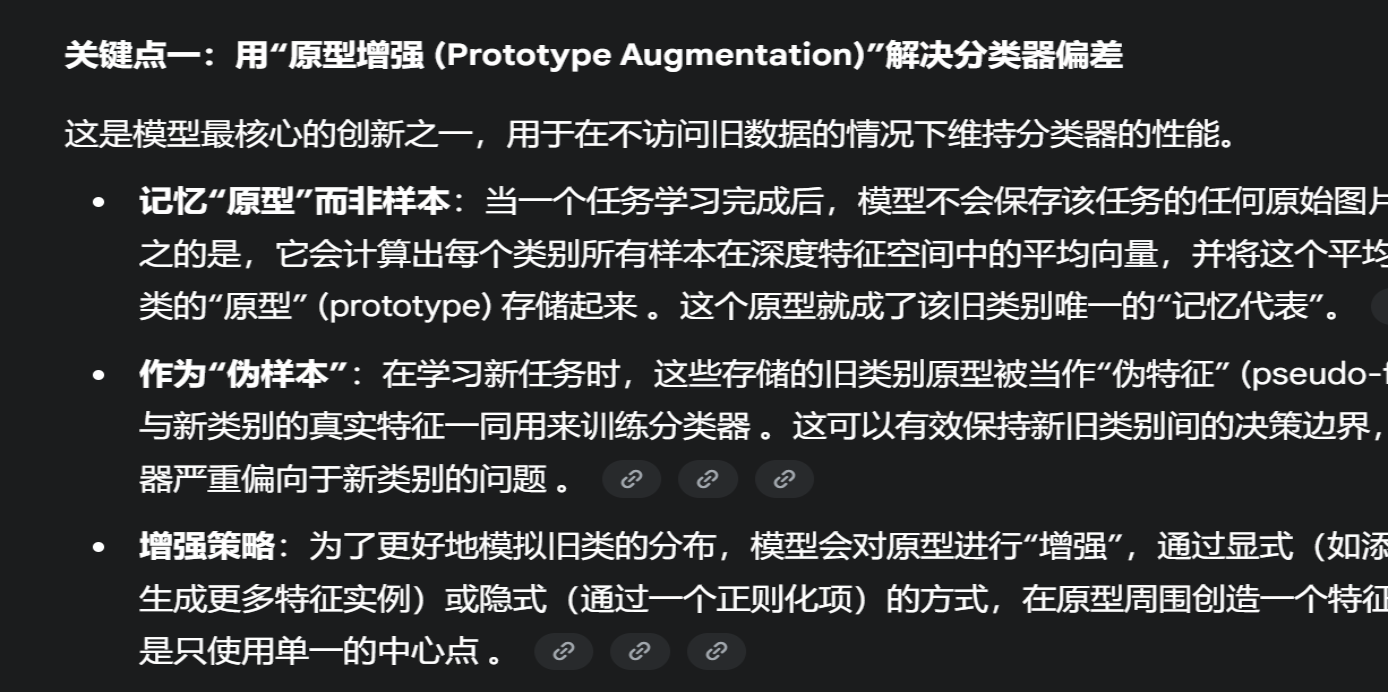 关键点一：用“原型增强 (Prototype Augmentation)”解决分类器偏差
这是模型最核心的创新之一，用于在不访问旧数据的情况下维持分类器的性能。
• 记忆“原型”而非样本：当一个任务学习完成后，模型不会保存该任务的任何原始图片
之的是，它会计算出每个类别所有样本在深度特征空间中的平均向量，并将这个平均
类的“原型” (prototype) 存储起来 。这个原型就成了该旧类别唯一的“记忆代表”。
• 作为“伪样本”：在学习新任务时，这些存储的旧类别原型被当作“伪特征” (pseudo-f
与新类别的真实特征一同用来训练分类器 。这可以有效保持新旧类别间的决策边界，
器严重偏向于新类别的问题 。
• 增强策略：为了更好地模拟旧类的分布，模型会对原型进行“增强”，通过显式（如添
生成更多特征实例）或隐式（通过一个正则化项）的方式，在原型周围创造一个特征
是只使用单一的中心点 。